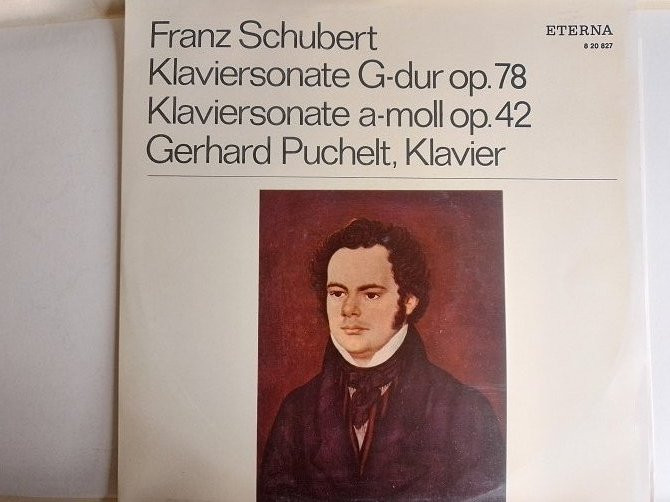 Franz Schubert
Klaviersonate G-dur op. 78
Klaviersonate a-moll op. 42
Gerhard Puchelt, Klavier
ETERNA
8 20 827